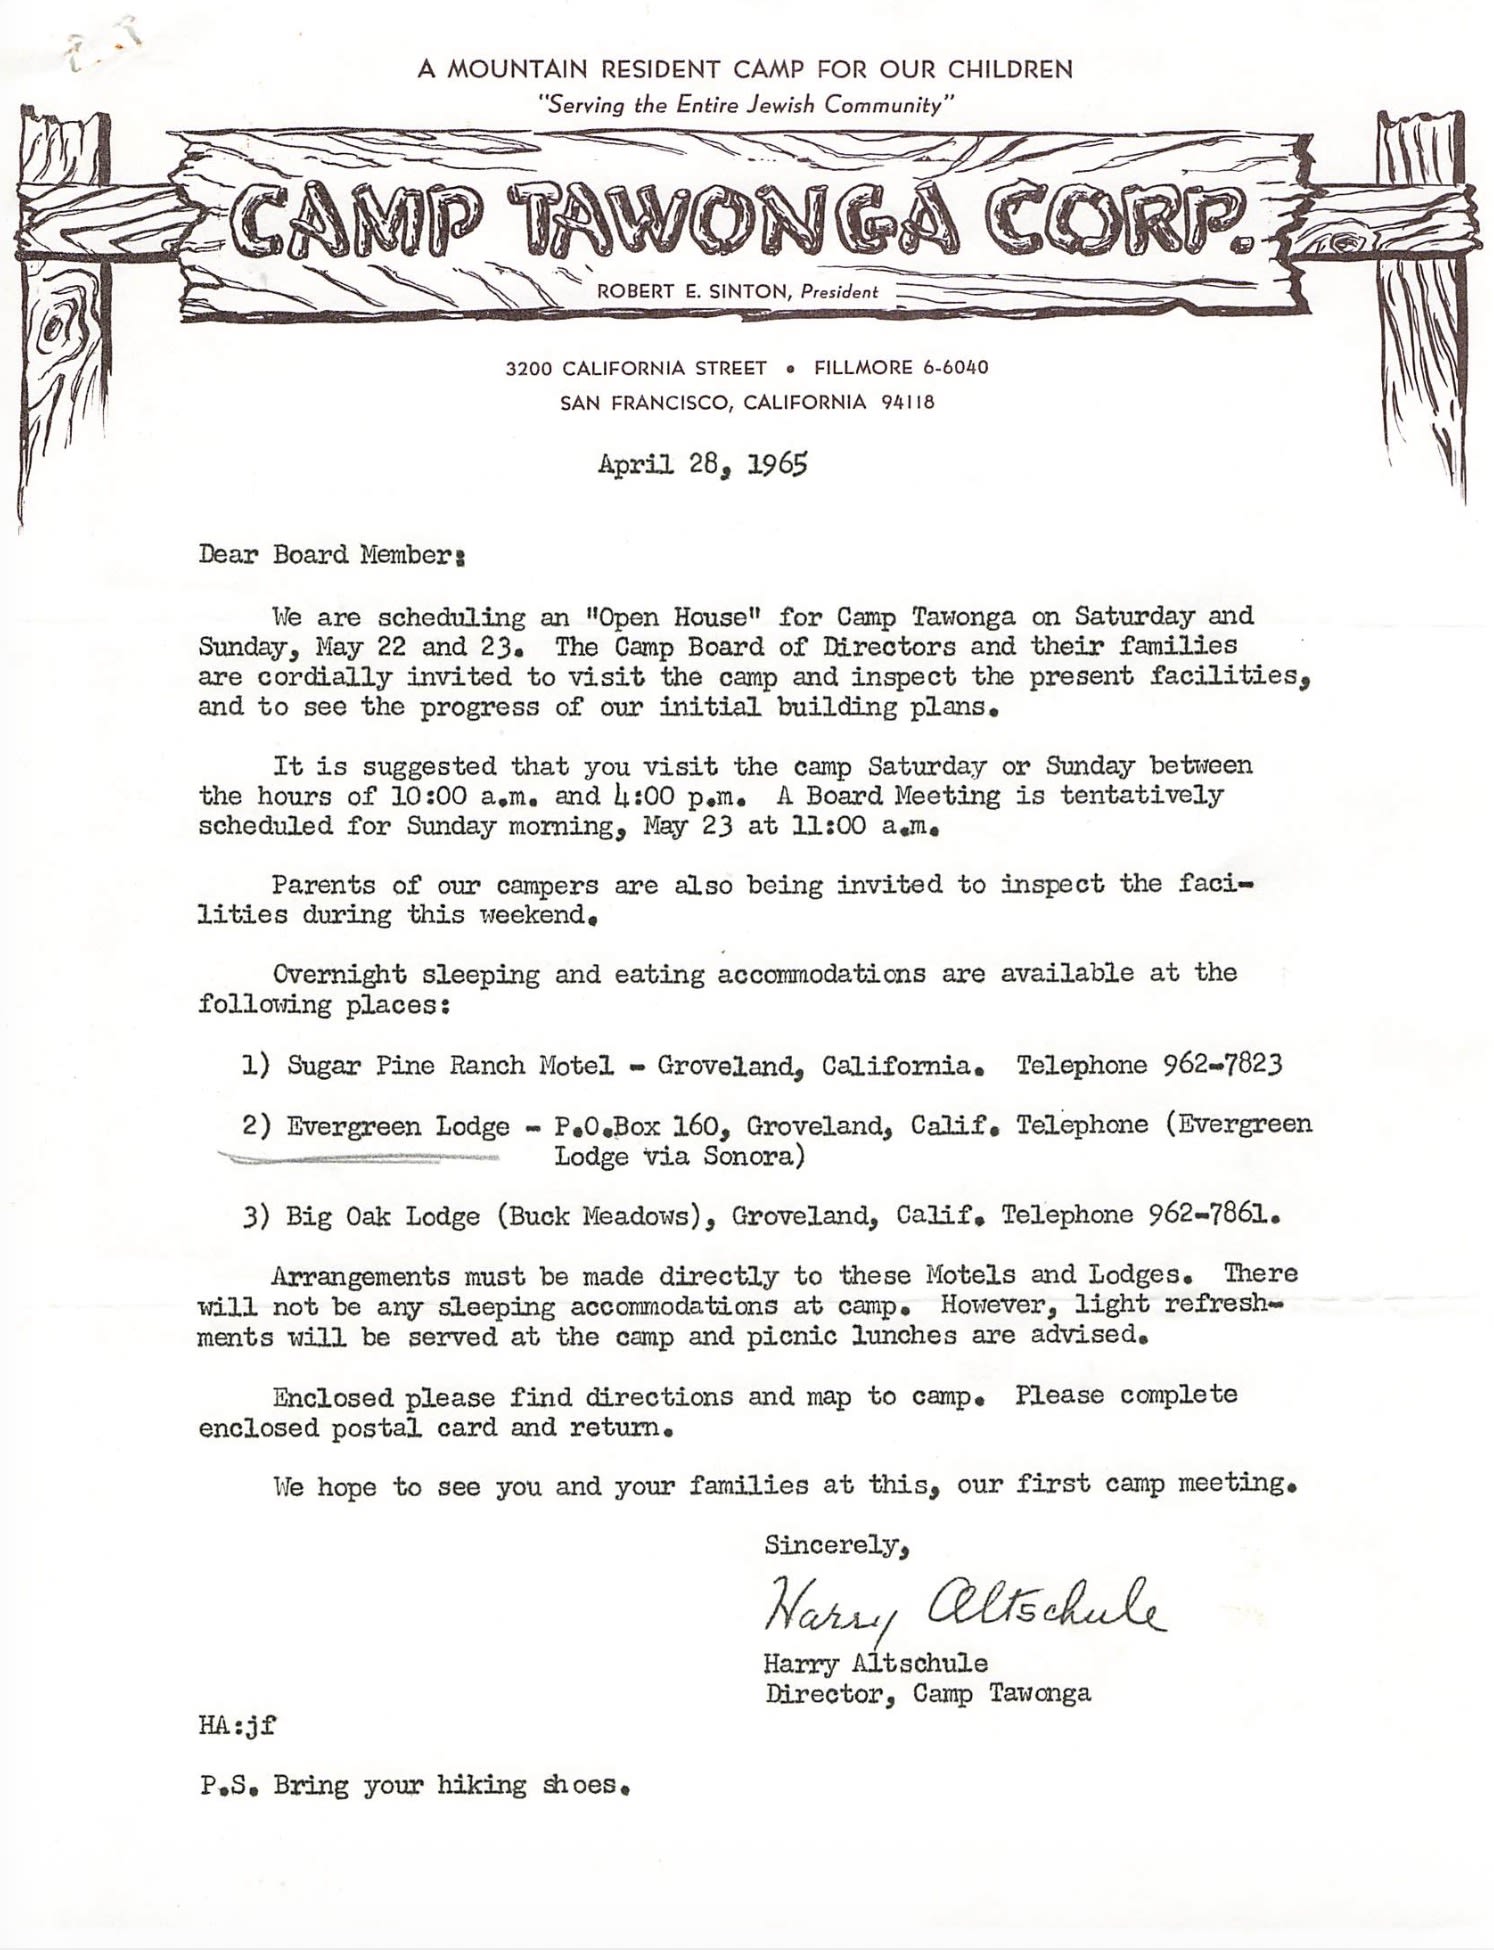 A MOUNTAIN RESIDENT CAMP FOR OUR CHILDREN
"Serving the Entire Jewish Community"
CAMP TAWONGA CORP.
ROBERT E. SINTON, President
3200 CALIFORNIA STREET • FILLMORE 6-6040
SAN FRANCISCO, CALIFORNIA 94118
April 28, 1965
Dear Board Member:
We are scheduling an "Open House" for Camp Tawonga on Saturday and
Sunday, May 22 and 23. The Camp Board of Directors and their families
are cordially invited to visit the camp and inspect the present facilities,
and to see the progress of our initial building plans.
It is suggested that you visit the camp Saturday or Sunday between
the hours of 10:00 a.m. and 4:00 p.m. A Board Meeting is tentatively
scheduled for Sunday morning, May 23 at 11:00 a.m.
Parents of our campers are also being invited to inspect the faci-
lities during this weekend.
Overnight sleeping and eating accommodations are available at the
following places:
1) Sugar Pine Ranch Motel - Groveland, California. Telephone 962-7823
2) Evergreen Lodge - P.O.Box 160, Groveland, Calif. Telephone (Evergreen
Lodge via Sonora)
3) Big Oak Lodge (Buck Meadows), Groveland, Calif. Telephone 962-7861.
Arrangements must be made directly to these Motels and Lodges. There
will not be any sleeping accommodations at camp. However, light refresh-
ments will be served at the camp and picnic lunches are advised.
Enclosed please find directions and map to camp. Please complete
enclosed postal card and return.
We hope to see you and your families at this, our first camp meeting.
Sincerely,
Harry Altschule
Harry Altschule
Director, Camp Tawonga
HA:jf
P.S. Bring your hiking shoes.